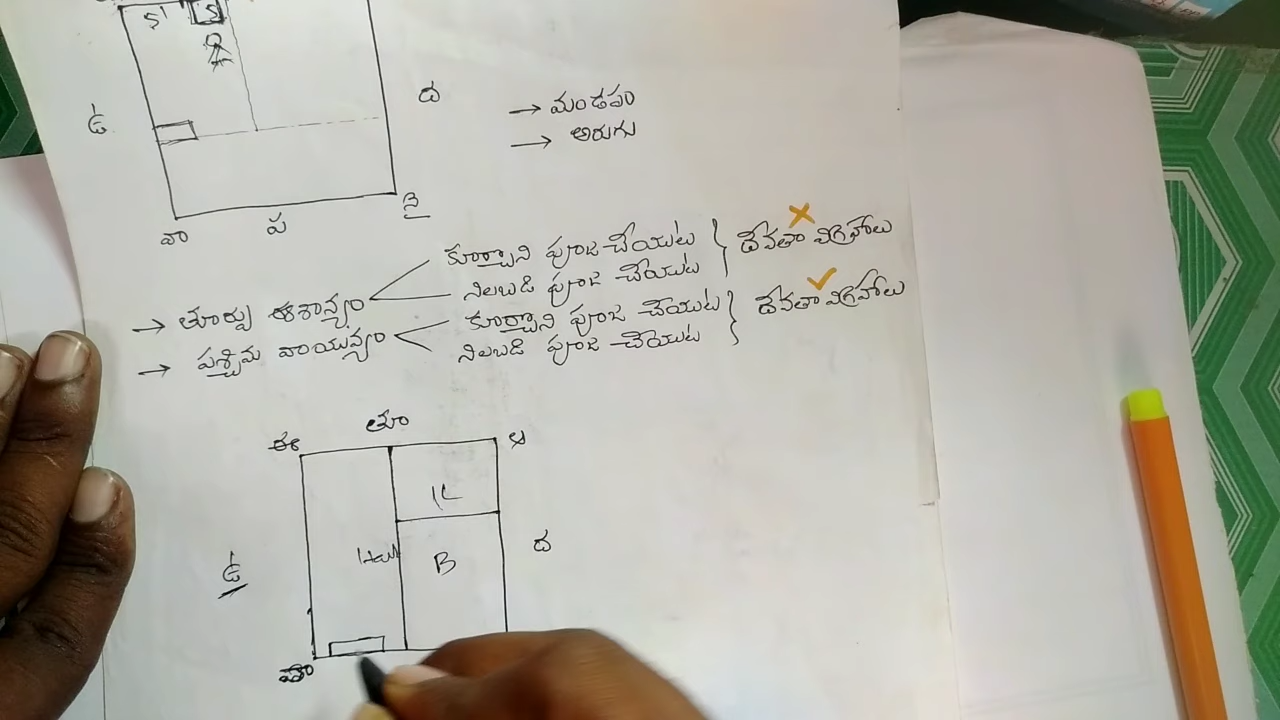 S' S
ఉ ద
→ మండపం
→ అరుగు
వా ప నై
→ తూర్పు ఈశాన్యం
కూర్చొని పూజ చేయుట
నిలబడి పూజ చేయుట
} దేవతా విగ్రహాలు ✗
→ పశ్చిమ వాయువ్యం
కూర్చొని పూజ చేయుట
నిలబడి పూజ చేయుట
} దేవతా విగ్రహాలు ✓
ఈ తూ ఆ
K
Hall B
ఉ ద
వా